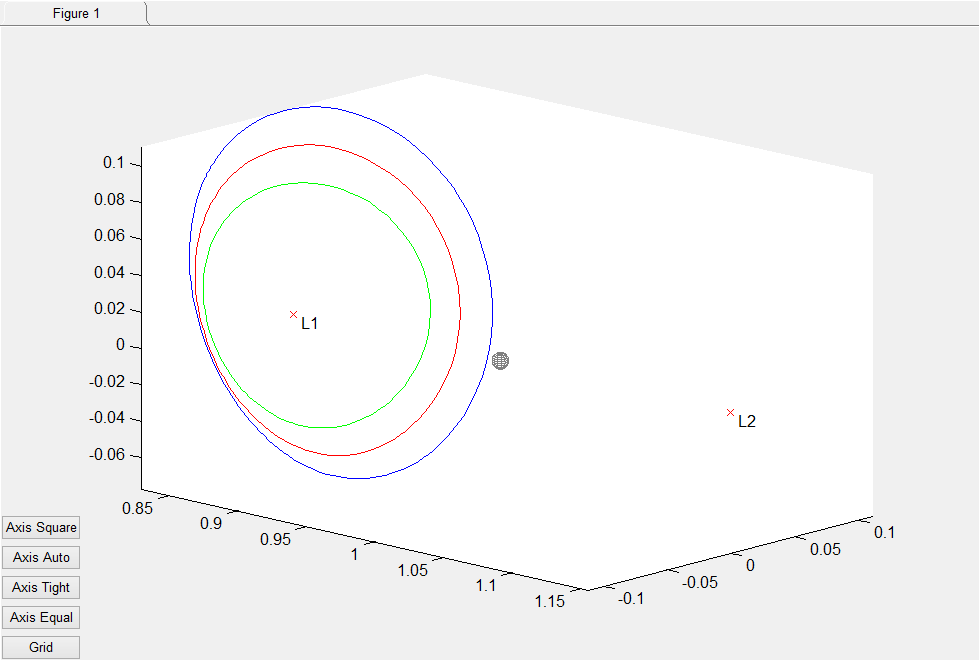 Figure 1
0.1
0.08
0.06
0.04
0.02
0
-0.02
-0.04
-0.06
L1
L2
0.85
0.9
0.95
1
1.05
1.1
1.15
-0.1
-0.05
0
0.05
0.1
Axis Square
Axis Auto
Axis Tight
Axis Equal
Grid